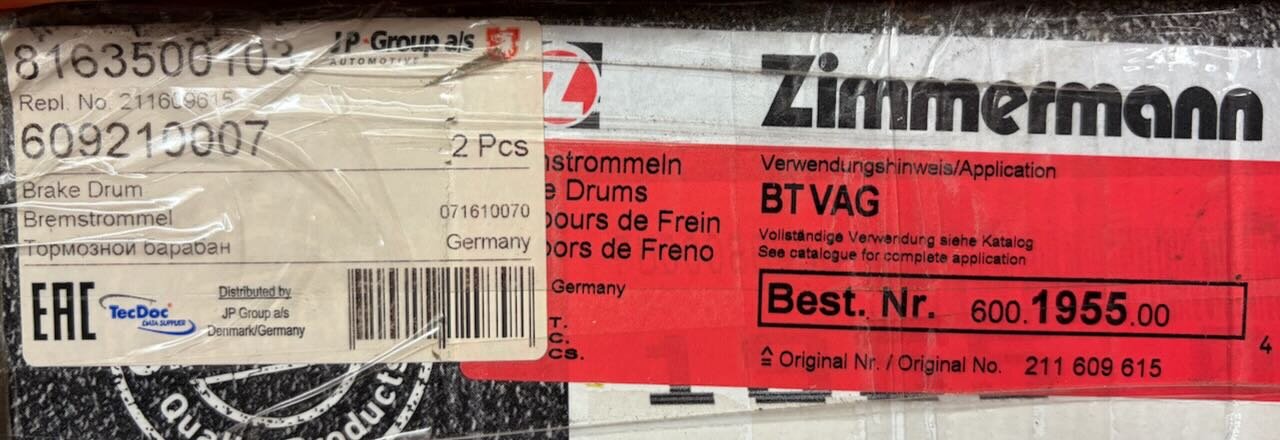 8163500103
JP Group a/s
AUTOMOTIVE
Repl. No. 211609615
609210007
2 Pcs
Brake Drum
Bremstrommel
071610070
Тормозной барабан
Germany
EAC
TecDoc
DATA SUPPLIER
Distributed by
JP Group a/s
Denmark/Germany
Z
Zimmermann
nstrommeln
e Drums
bours de Frein
bors de Freno
Germany
T.
C.
CS.
Verwendungshinweis/Application
BT VAG
Vollständige Verwendung siehe Katalog
See catalogue for complete application
Best. Nr. 600.1955.00
≙ Original Nr. / Original No. 211 609 615
4